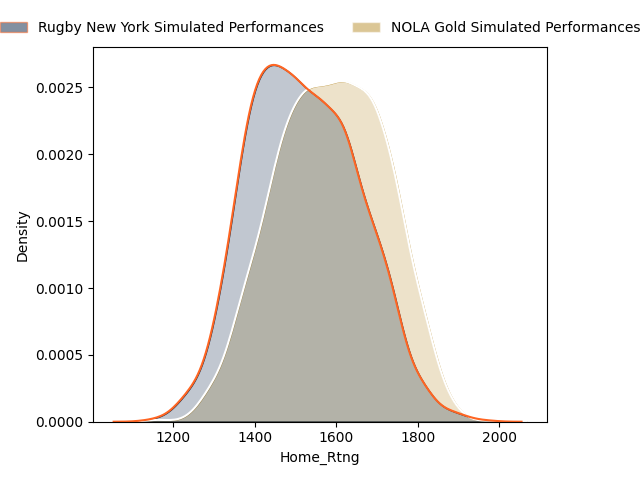 Rugby New York Simulated Performances
NOLA Gold Simulated Performances
0.0025
0.0020
0.0015
0.0010
0.0005
0.0000
Density
1200 1400 1600 1800 2000
Home_Rtng